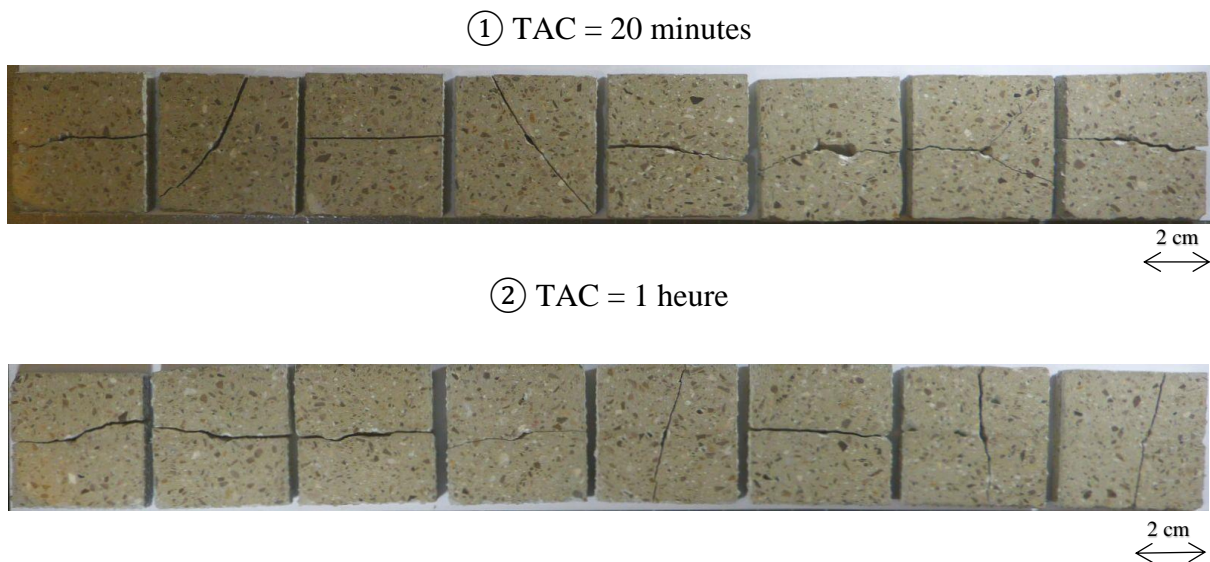 ① TAC = 20 minutes
2 cm
② TAC = 1 heure
2 cm